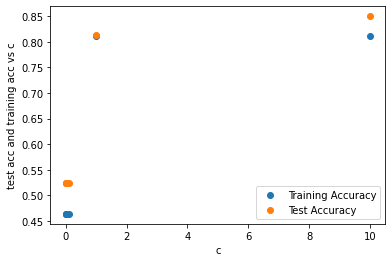 0.85
0.80
0.75
0.70
0.65
0.60
0.55
0.50
0.45
test acc and training acc vs c
Training Accuracy
Test Accuracy
0 2 4 6 8 10
c